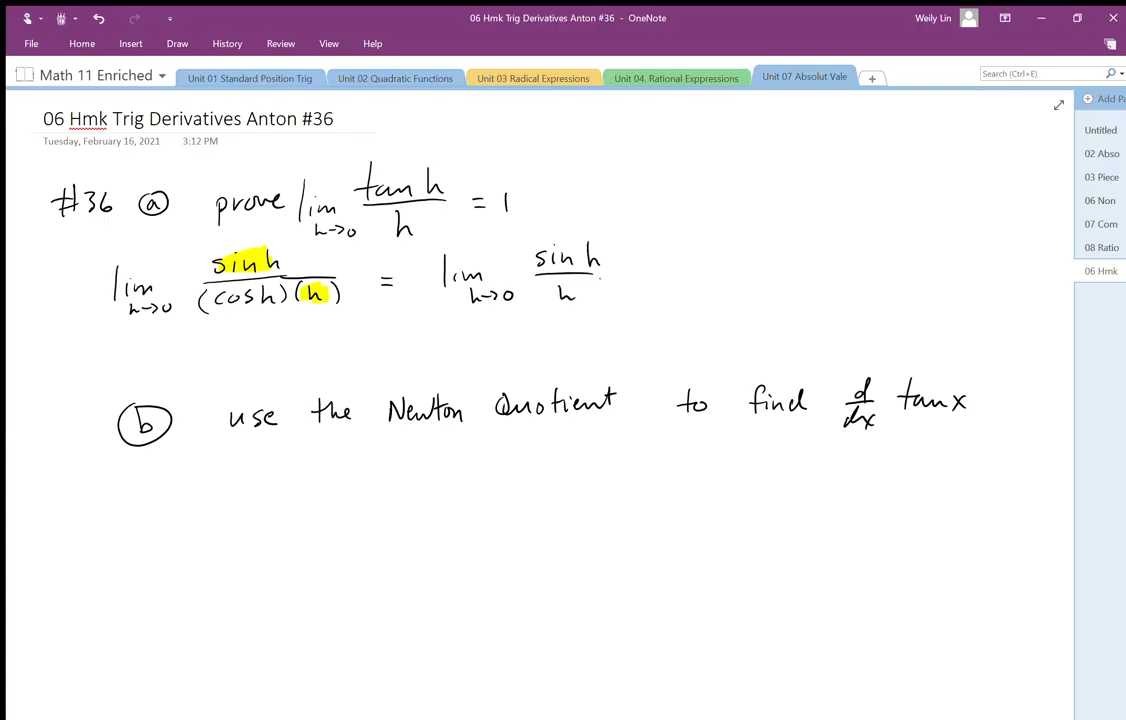 06 Hmk Trig Derivatives Anton #36 - OneNote
Weily Lin
File Home Insert Draw History Review View Help
Math 11 Enriched
Unit 01 Standard Position Trig
Unit 02 Quadratic Functions
Unit 03 Radical Expressions
Unit 04. Rational Exppressions
Unit 07 Absolut Vale
Search (Ctrl+E)
Add Pa
Untitled
02 Abso
03 Piece
06 Non
07 Com
08 Ratio
06 Hmk
06 Hmk Trig Derivatives Anton #36
Tuesday, February 16, 2021 3:12 PM
#36 ⓐ prove lim h→0 tan h / h = 1
lim h→0 sin h / (cos h)(h) = lim h→0 sin h / h
ⓑ use the Newton Quotient to find d/dx tan x